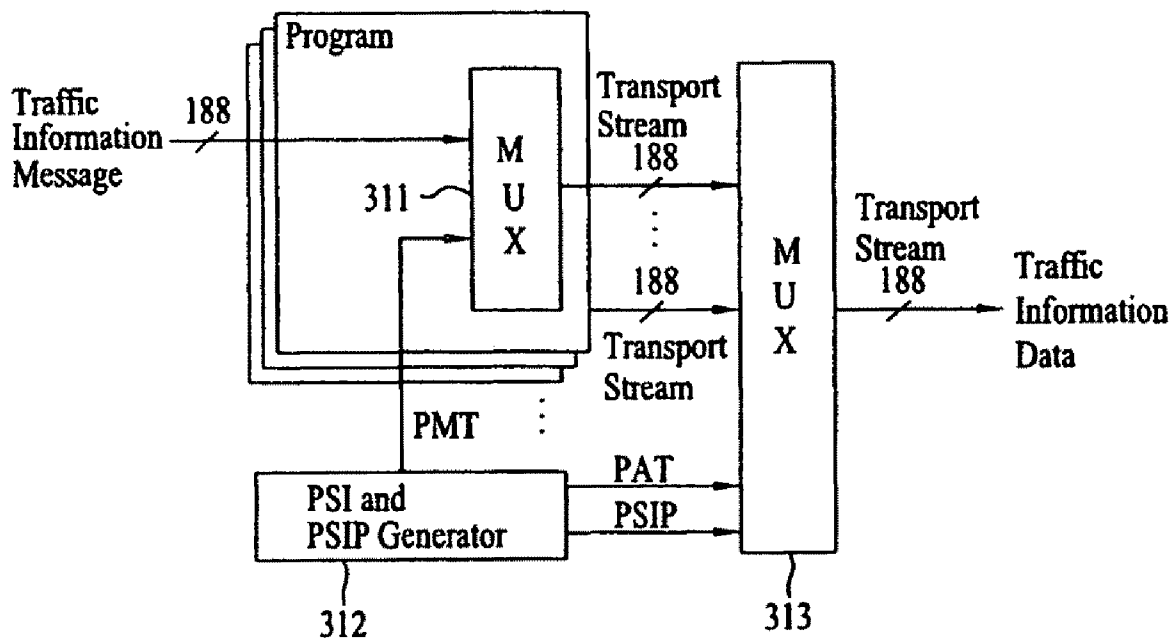 Program
Traffic
Information
Message
188
M
U
X
311
Transport
Stream
188
188
Transport
Stream
M
U
X
Transport
Stream
188
Traffic
Information
Data
PMT
PSI and
PSIP Generator
PAT
PSIP
312
313